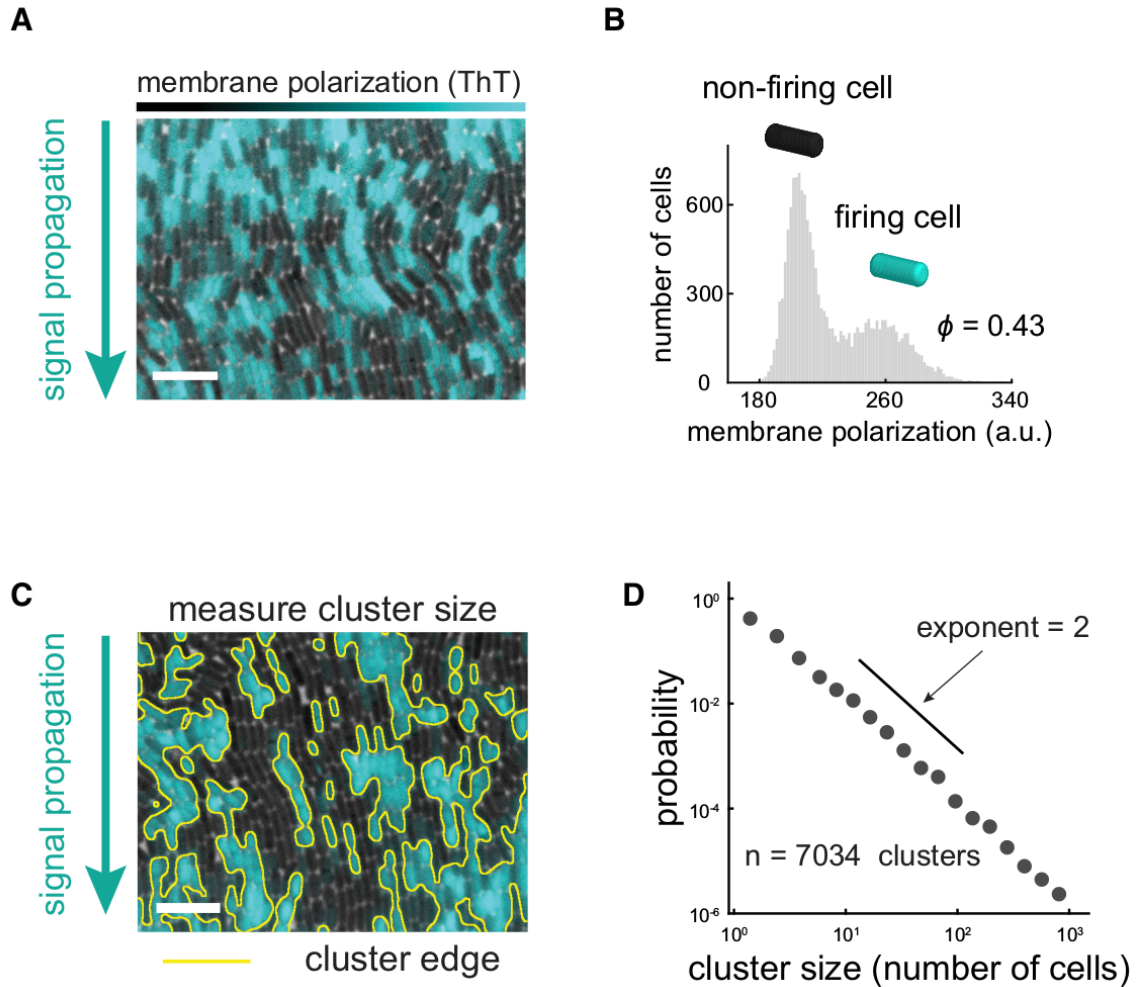 A
membrane polarization (ThT)
signal propagation
B
non-firing cell
firing cell
ϕ = 0.43
number of cells
600
300
0
180
260
340
membrane polarization (a.u.)
C
measure cluster size
signal propagation
cluster edge
D
exponent = 2
probability
10⁰
10⁻²
10⁻⁴
10⁻⁶
n = 7034 clusters
10⁰
10¹
10²
10³
cluster size (number of cells)